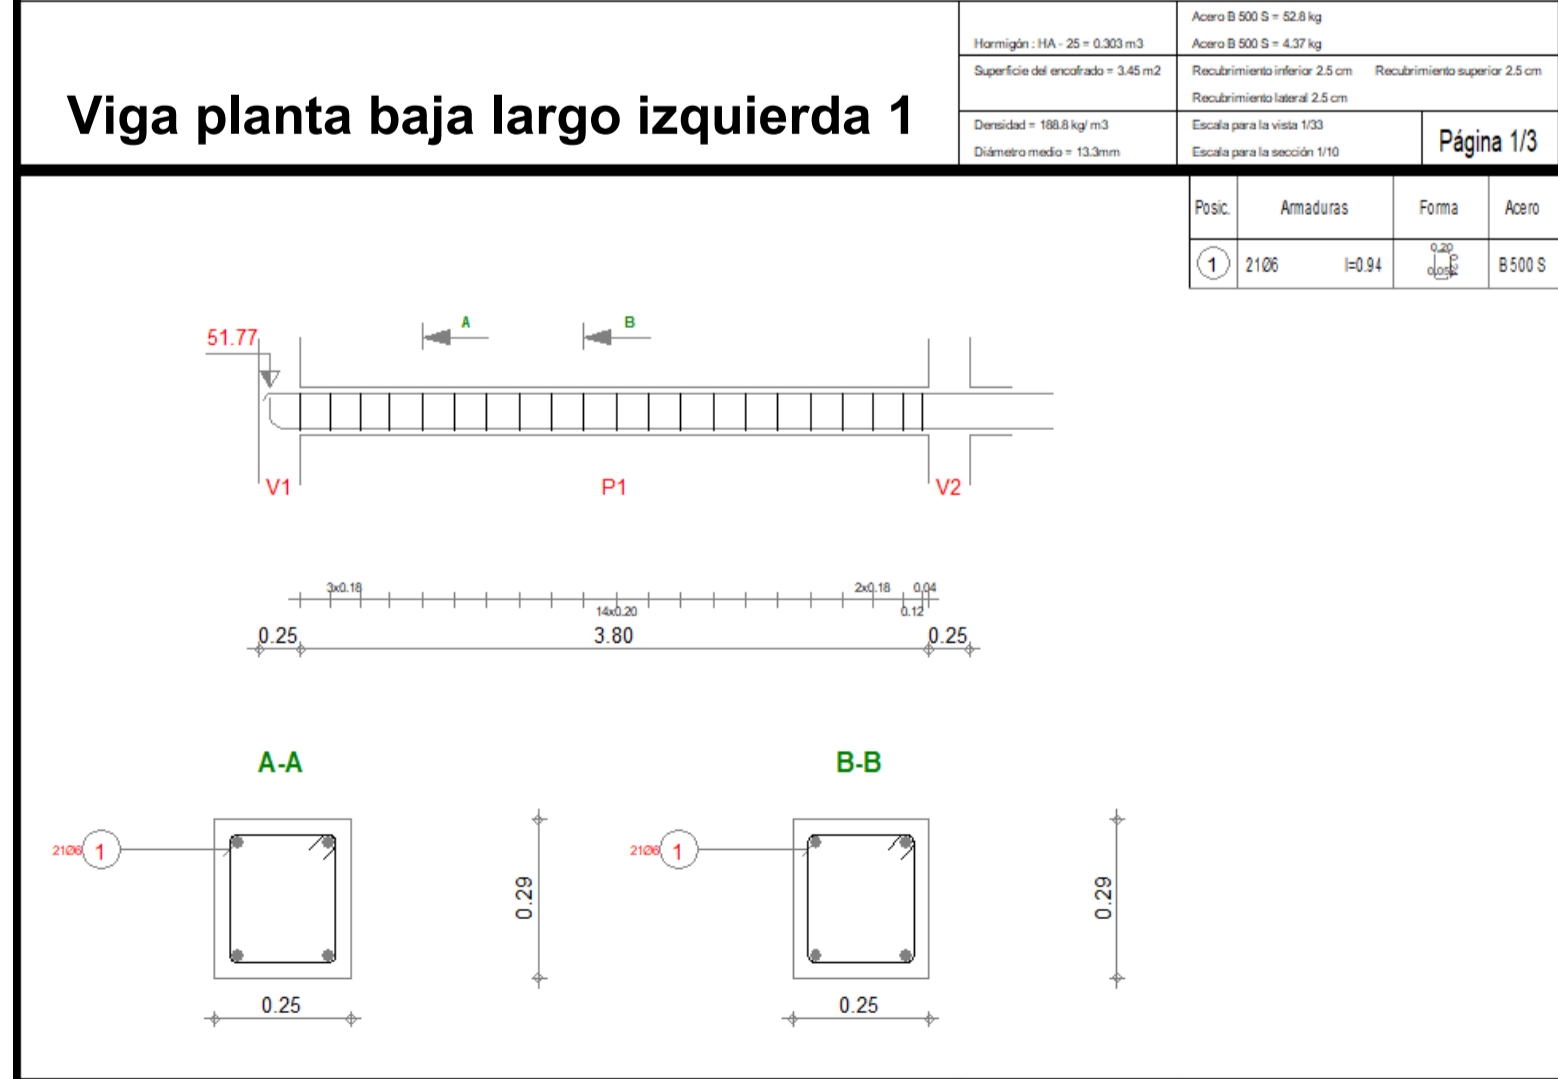 Viga planta baja largo izquierda 1
Hormigón : HA - 25 = 0.303 m3
Acero B 500 S = 52.8 kg
Acero B 500 S = 4.37 kg
Superficie del encofrado = 3.45 m2
Recubrimiento inferior 2.5 cm Recubrimiento superior 2.5 cm
Recubrimiento lateral 2.5 cm
Densidad = 188.8 kg/ m3
Diámetro medio = 13.3mm
Escala para la vista 1/33
Escala para la sección 1/10
Página 1/3
Posic. Armaduras Forma Acero
1 21Ø6 l=0.94 0.20 0.24 0.05 B 500 S
A B
51.77
V1 P1 V2
3x0.18 2x0.18 0.04
14x0.20 0.12
0.25 3.80 0.25
A-A B-B
21Ø6 1 21Ø6 1
0.29 0.29
0.25 0.25